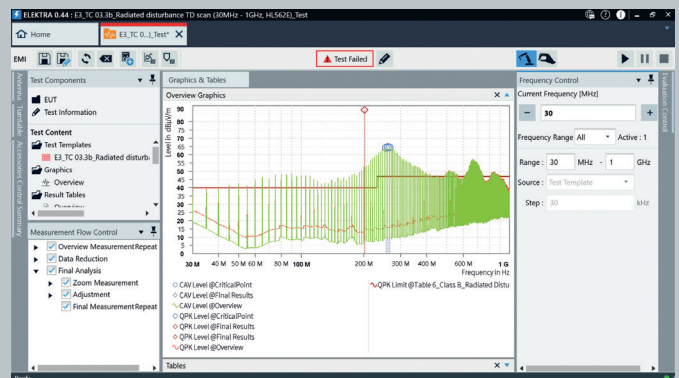 ELEKTRA 0.44 : E3_TC 03.3b_Radiated disturbance TD scan (30MHz - 1GHz, HL562E)_Test
Home
E3_TC 0...)_Test*
EMI
Test Failed
Antenna
Turntable
Accessories Control
Summary
Test Components
EUT
Test Information
Test Content
Test Templates
E3_TC 03.3b_Radiated disturb
Graphics
Overview
Result Tables
Overview
Measurement Flow Control
Overview Measurement Repeat
Data Reduction
Final Analysis
Zoom Measurement
Adjustment
Final Measurement Repeat
Graphics & Tables
Overview Graphics
Level in dBµV/m
90
80
75
70
65
60
55
50
45
40
35
30
25
20
15
10
5
0
30 M 40 M 50 M 60 M 80 M 100 M 200 M 300 M 400 M 600 M 1 G
Frequency in Hz
CAV Level @CriticalPoint
CAV Level @Final Results
CAV Level @Overview
QPK Level @CriticalPoint
QPK Level @Final Results
QPK Level @Final Results
QPK Level @Overview
QPK Limit @Table 6_Class B_Radiated Distu
Tables
Frequency Control
Current Frequency [MHz]
30
Frequency Range All Active : 1
Range : 30 MHz - 1 GHz
Source : Test Template
Step : 30 kHz
Evaluation Control
Ready